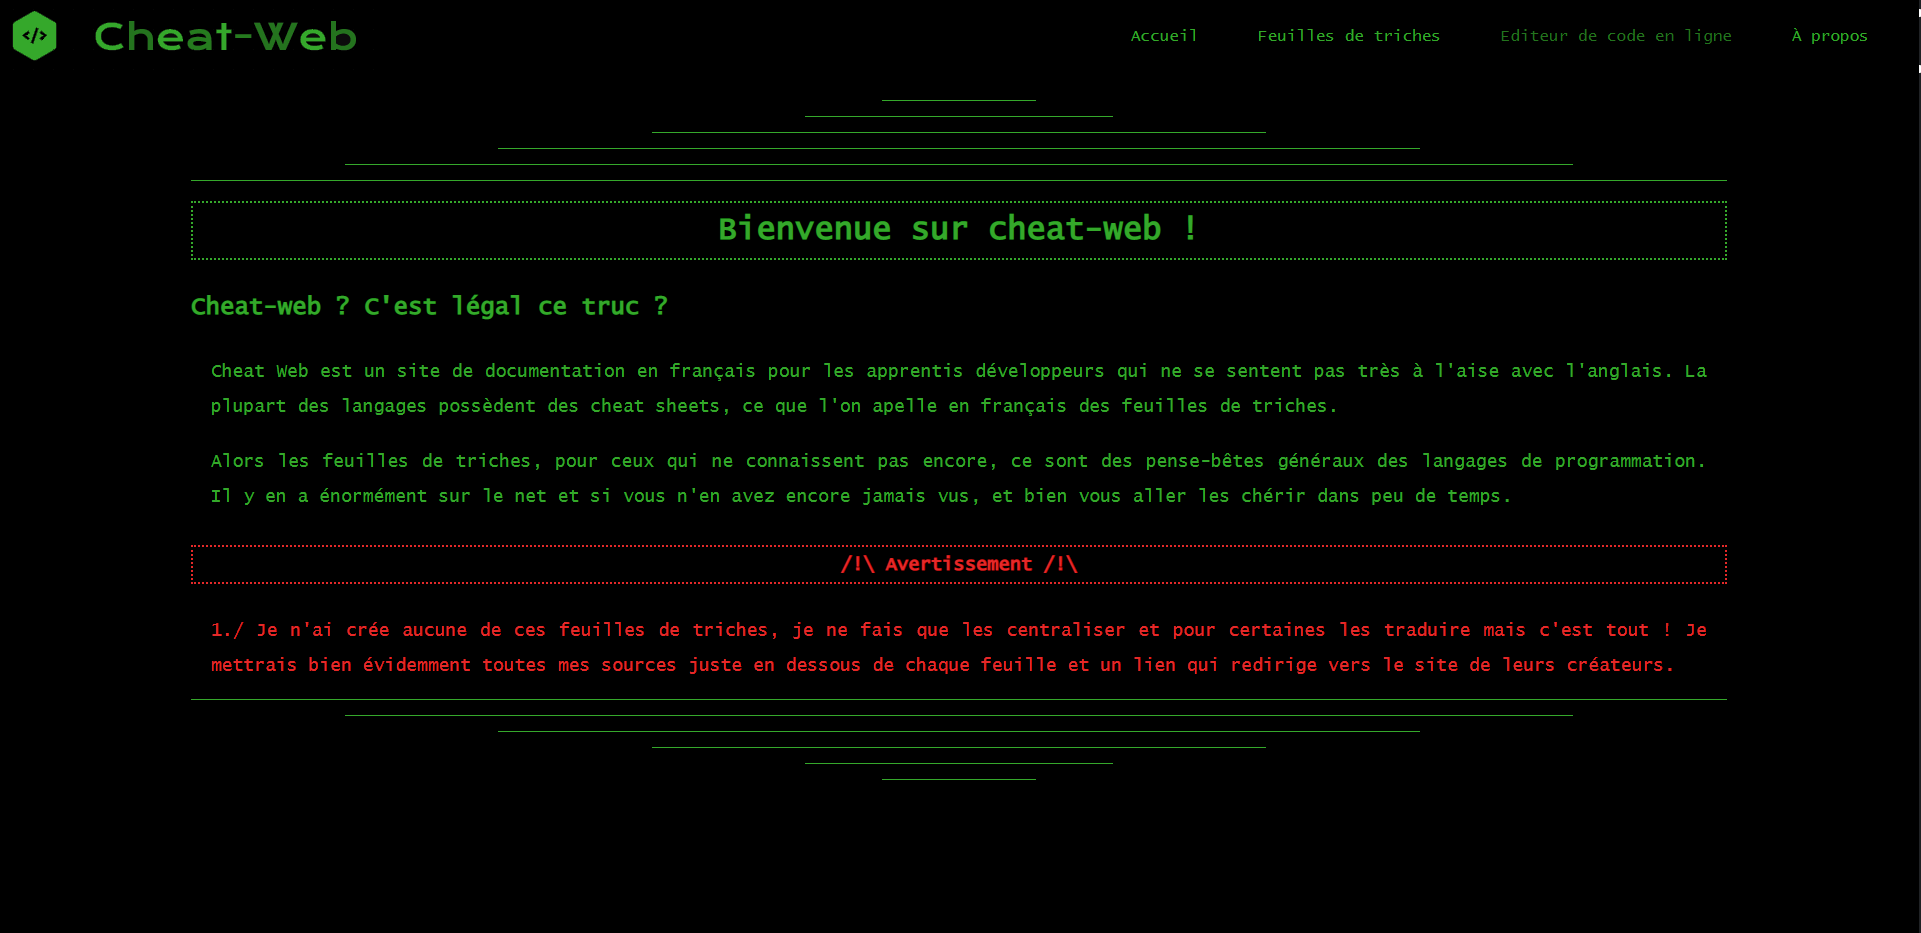 </>
Cheat-Web
Accueil
Feuilles de triches
Editeur de code en ligne
À propos
Bienvenue sur cheat-web !
Cheat-web ? C'est légal ce truc ?
Cheat Web est un site de documentation en français pour les apprentis développeurs qui ne se sentent pas très à l'aise avec l'anglais. La
plupart des langages possèdent des cheat sheets, ce que l'on apelle en français des feuilles de triches.
Alors les feuilles de triches, pour ceux qui ne connaissent pas encore, ce sont des pense-bêtes généraux des langages de programmation.
Il y en a énormément sur le net et si vous n'en avez encore jamais vus, et bien vous aller les chérir dans peu de temps.
/!\ Avertissement /!\
1./ Je n'ai crée aucune de ces feuilles de triches, je ne fais que les centraliser et pour certaines les traduire mais c'est tout ! Je
mettrais bien évidemment toutes mes sources juste en dessous de chaque feuille et un lien qui redirige vers le site de leurs créateurs.